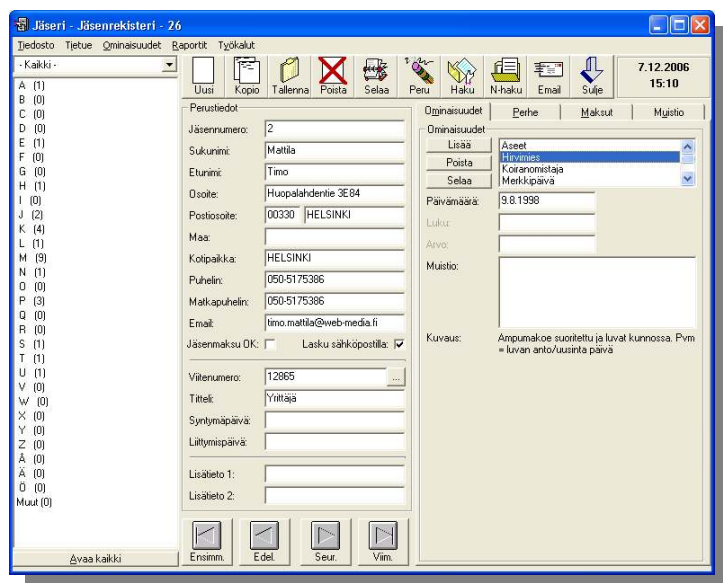 Jäseri - Jäsenrekisteri - 26
Tiedosto Tietue Ominaisuudet Raportit Työkalut
- Kaikki -
A (1)
B (0)
C (0)
D (0)
E (1)
F (0)
G (0)
H (1)
I (0)
J (2)
K (4)
L (1)
M (9)
N (1)
O (0)
P (3)
Q (0)
R (0)
S (1)
T (1)
U (1)
V (0)
W (0)
X (0)
Y (0)
Z (0)
Å (0)
Ä (0)
Ö (0)
Muut (0)
Avaa kaikki
Uusi Kopio Tallenna Poista Selaa Peru Haku N-haku Email Sulje
7.12.2006
15:10
Perustiedot
Jäsennumero: 2
Sukunimi: Mattila
Etunimi: Timo
Osoite: Huopalahdentie 3E84
Postiosoite: 00330 HELSINKI
Maa:
Kotipaikka: HELSINKI
Puhelin: 050-5175386
Matkapuhelin: 050-5175386
Email: timo.mattila@web-media.fi
Jäsenmaksu OK: Lasku sähköpostilla:
Viitenumero: 12865 ...
Titteli: Yrittäjä
Syntymäpäivä:
Liittymispäivä:
Lisätieto 1:
Lisätieto 2:
Ensimm. Edel. Seur. Viim.
Ominaisuudet Perhe Maksut Muistio
Ominaisuudet
Lisää
Poista
Selaa
Aseet
Hirvimies
Koiranomistaja
Merkkipäivä
Päivämäärä: 9.8.1998
Luku:
Arvo:
Muistio:
Kuvaus: Ampumakoe suoritettu ja luvat kunnossa. Pvm
= luvan anto/uusinta päivä